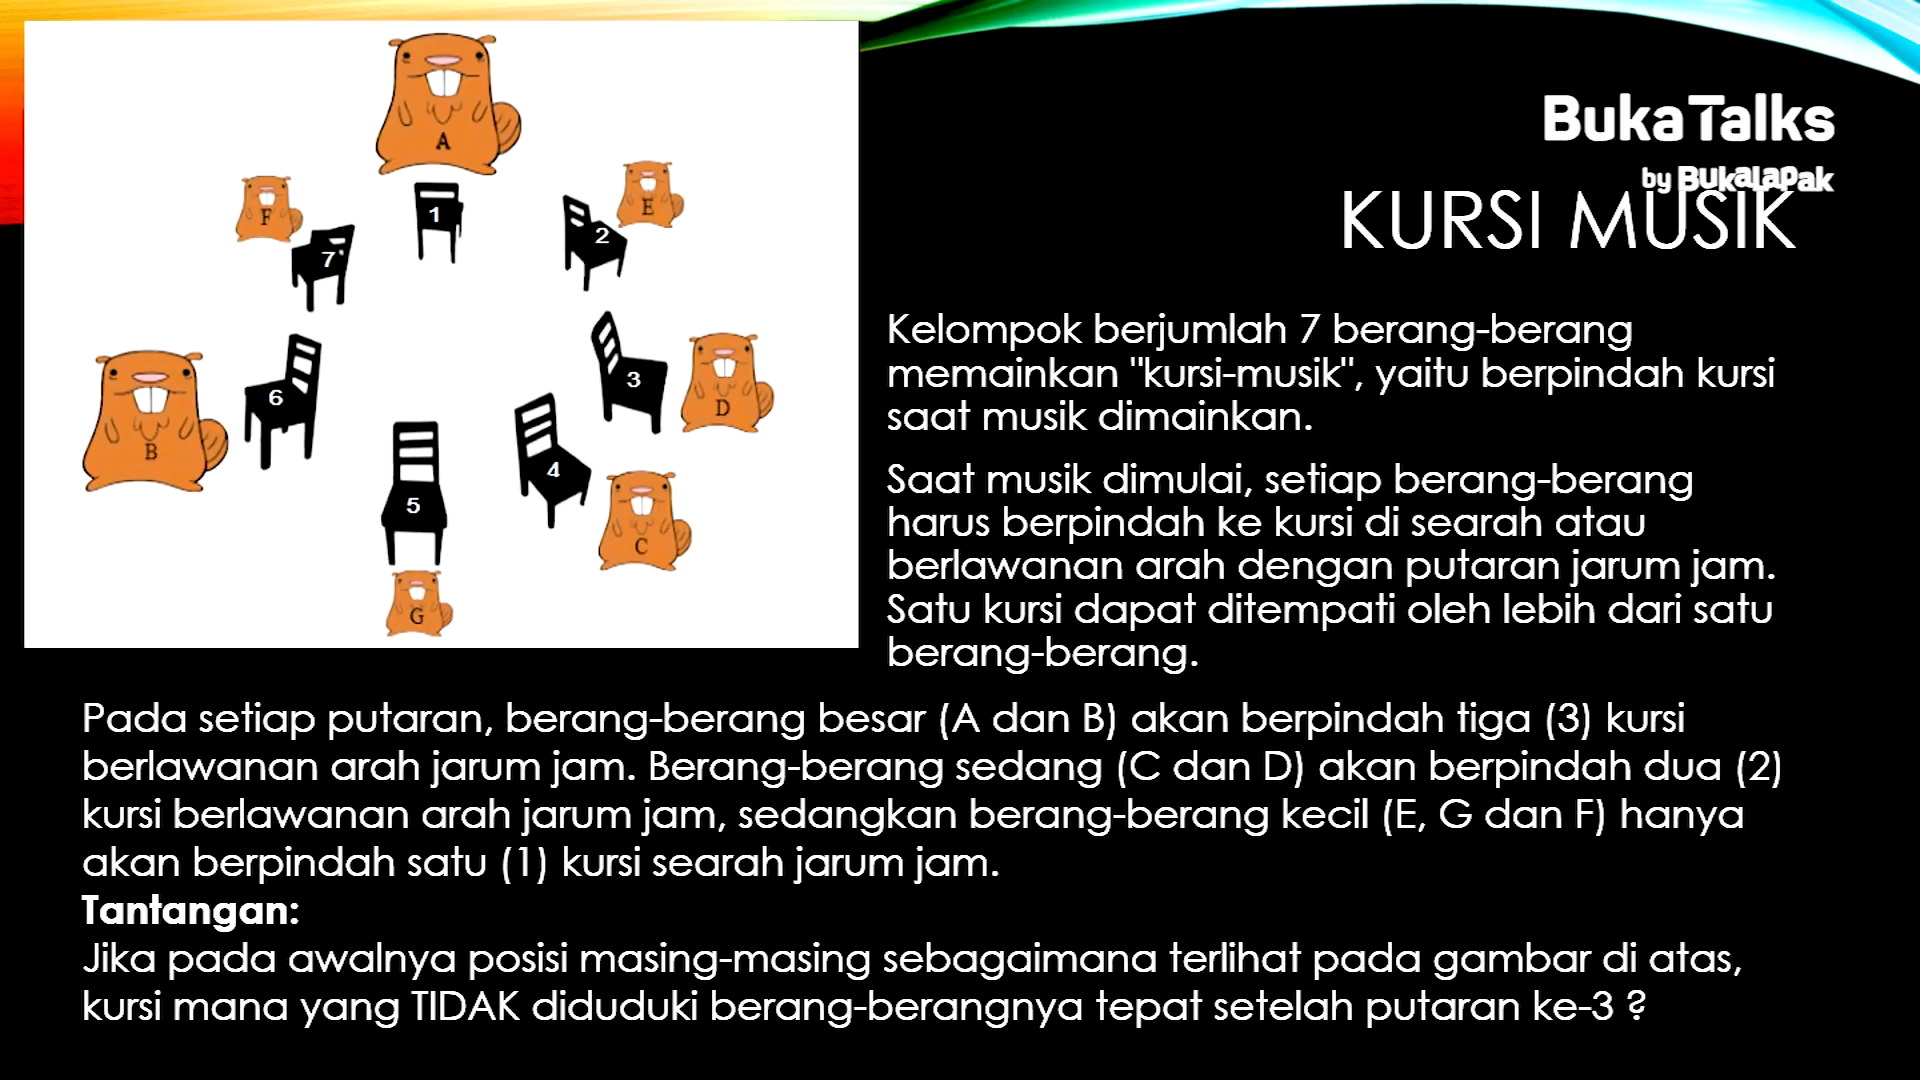 A
F
E
1
2
7
B
6
3
D
4
5
C
G
BukaTalks
by Bukalapak
KURSI MUSIK
Kelompok berjumlah 7 berang-berang
memainkan "kursi-musik", yaitu berpindah kursi
saat musik dimainkan.
Saat musik dimulai, setiap berang-berang
harus berpindah ke kursi di searah atau
berlawanan arah dengan putaran jarum jam.
Satu kursi dapat ditempati oleh lebih dari satu
berang-berang.
Pada setiap putaran, berang-berang besar (A dan B) akan berpindah tiga (3) kursi
berlawanan arah jarum jam. Berang-berang sedang (C dan D) akan berpindah dua (2)
kursi berlawanan arah jarum jam, sedangkan berang-berang kecil (E, G dan F) hanya
akan berpindah satu (1) kursi searah jarum jam.
Tantangan:
Jika pada awalnya posisi masing-masing sebagaimana terlihat pada gambar di atas,
kursi mana yang TIDAK diduduki berang-berangnya tepat setelah putaran ke-3 ?